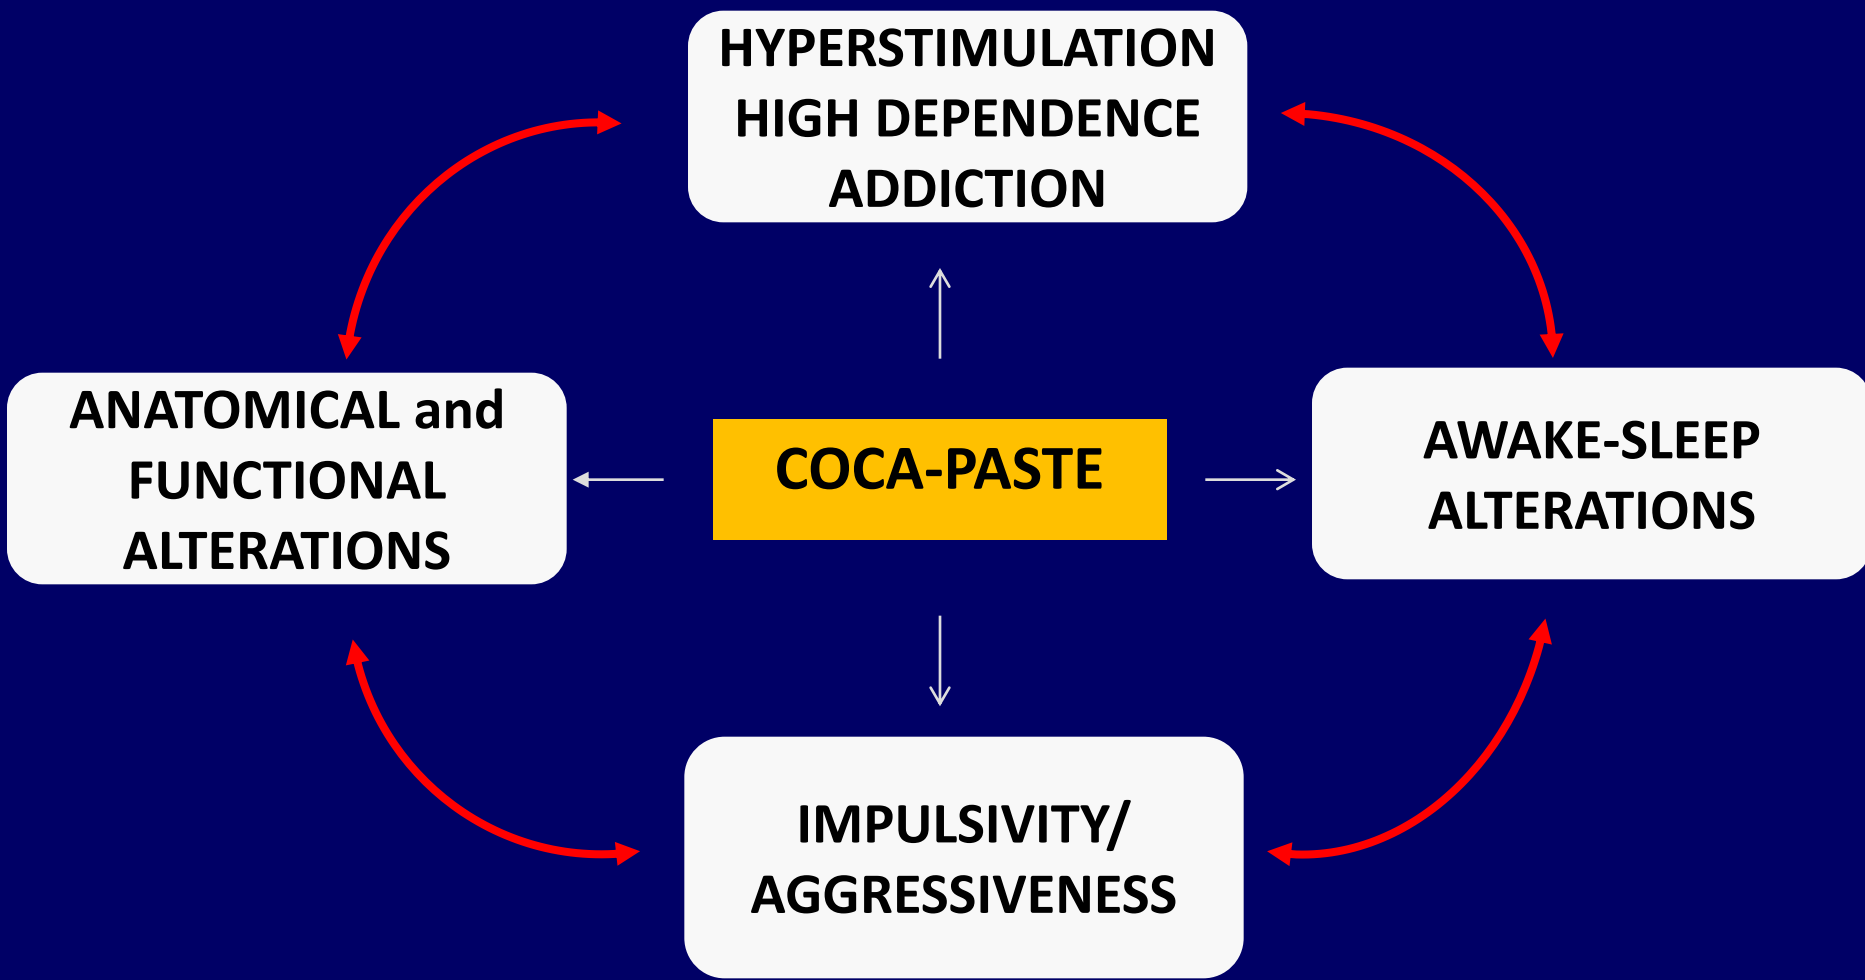 HYPERSTIMULATION
HIGH DEPENDENCE
ADDICTION
ANATOMICAL and
FUNCTIONAL
ALTERATIONS
COCA-PASTE
AWAKE-SLEEP
ALTERATIONS
IMPULSIVITY/
AGGRESSIVENESS